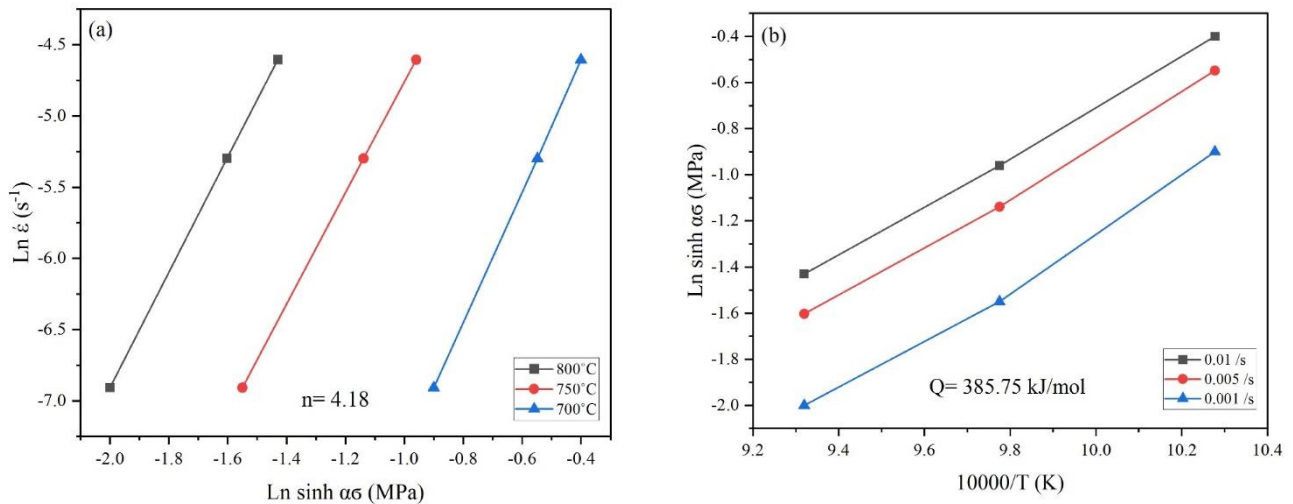 (a)
-4.5
-5.0
-5.5
-6.0
-6.5
-7.0
Ln έ (s⁻¹)
800°C
750°C
700°C
n= 4.18
-2.0 -1.8 -1.6 -1.4 -1.2 -1.0 -0.8 -0.6 -0.4
Ln sinh ασ (MPa)
(b)
-0.4
-0.6
-0.8
-1.0
-1.2
-1.4
-1.6
-1.8
-2.0
Ln sinh ασ (MPa)
0.01 /s
0.005 /s
0.001 /s
Q= 385.75 kJ/mol
9.2 9.4 9.6 9.8 10.0 10.2 10.4
10000/T (K)